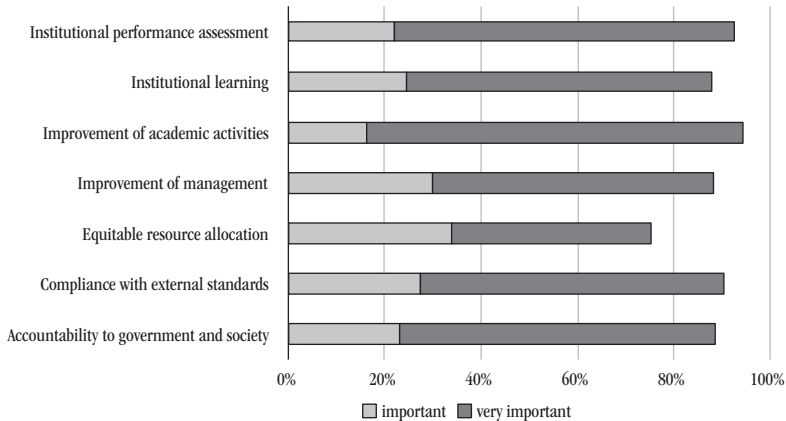 Institutional performance assessment
Institutional learning
Improvement of academic activities
Improvement of management
Equitable resource allocation
Compliance with external standards
Accountability to government and society
0% 20% 40% 60% 80% 100%
important very important